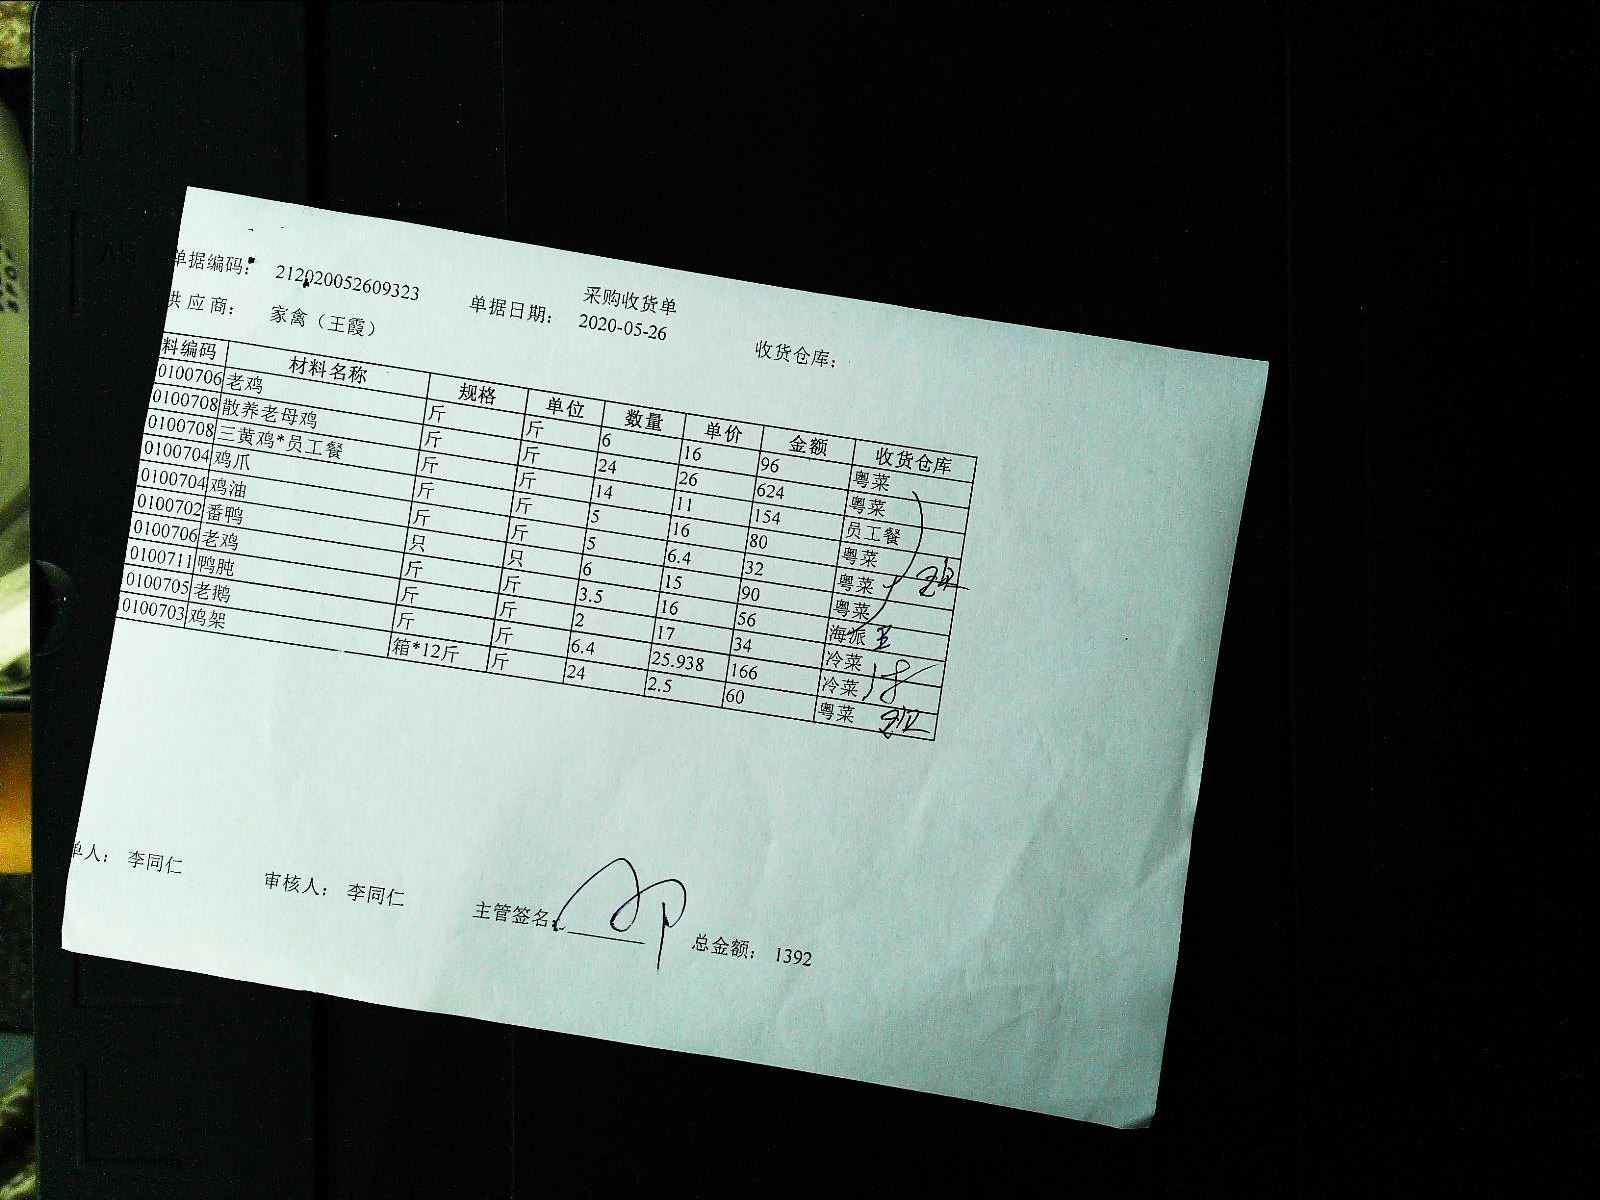 采购收货单
单据编码： 212020052609323 单据日期： 2020-05-26 收货仓库：
供应商： 家禽（王霞）
料编码 材料名称 规格 单位 数量 单价 金额 收货仓库
0100706 老鸡 斤 斤 6 16 96 粤菜
0100708 散养老母鸡 斤 斤 24 26 624 粤菜
0100708 三黄鸡*员工餐 斤 斤 14 11 154 员工餐
0100704 鸡爪 斤 斤 5 16 80 粤菜
0100704 鸡油 斤 斤 5 6.4 32 粤菜
0100702 番鸭 只 只 6 15 90 粤菜
0100706 老鸡 斤 斤 3.5 16 56 海派
0100711 鸭肫 斤 斤 2 17 34 冷菜
0100705 老鹅 斤 斤 6.4 25.938 166 冷菜
0100703 鸡架 箱*12斤 斤 24 2.5 60 粤菜
单人： 李同仁 审核人： 李同仁 主管签名： 总金额： 1392